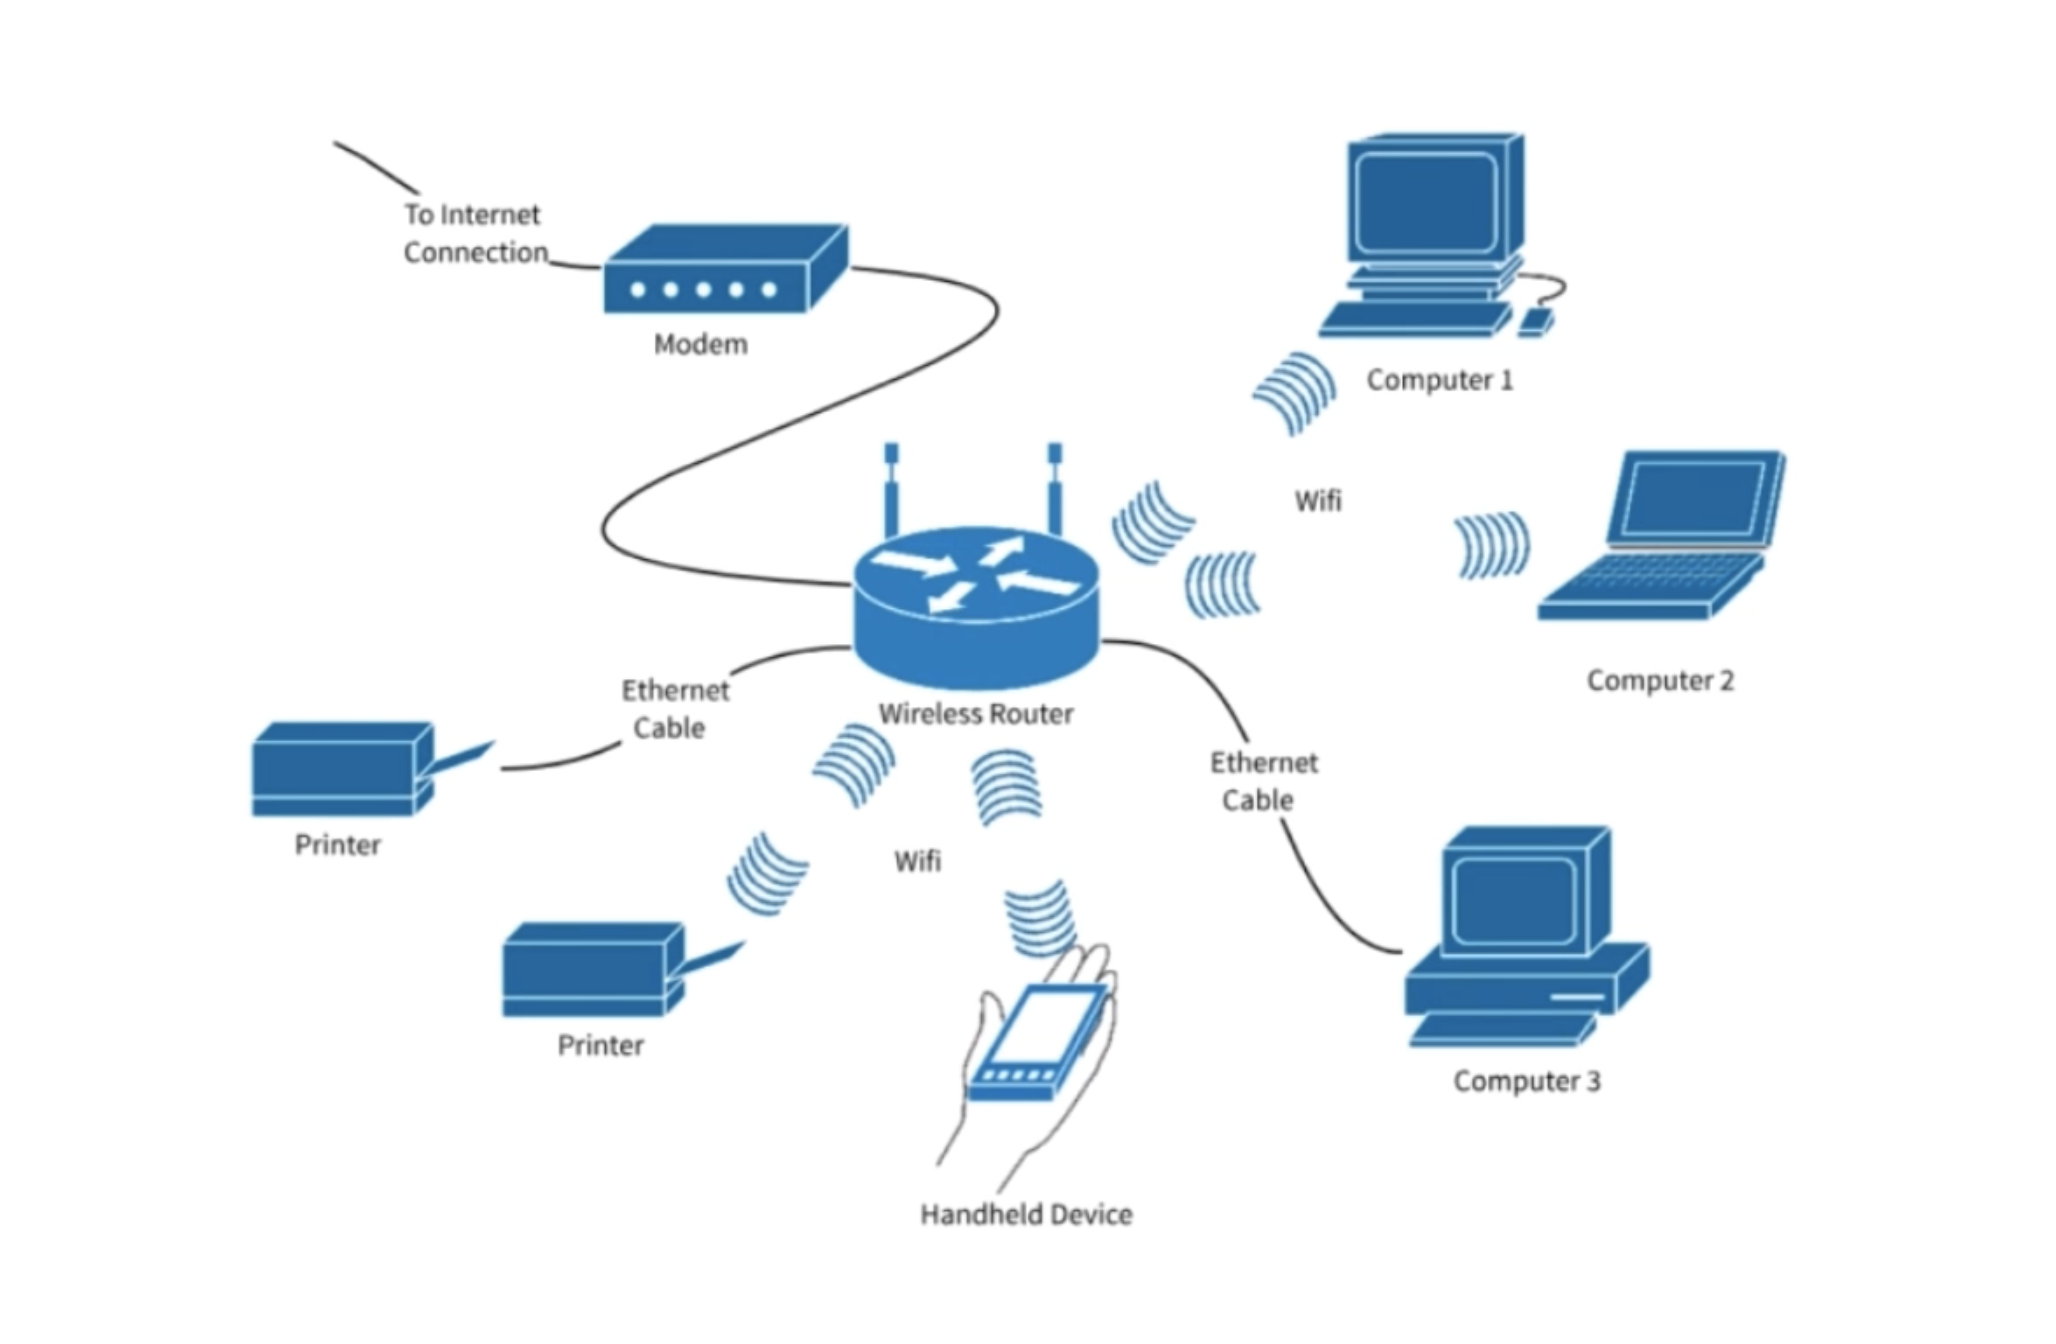 To Internet
Connection
Modem
Computer 1
Wifi
Computer 2
Ethernet
Cable
Wireless Router
Ethernet
Cable
Printer
Wifi
Printer
Computer 3
Handheld Device